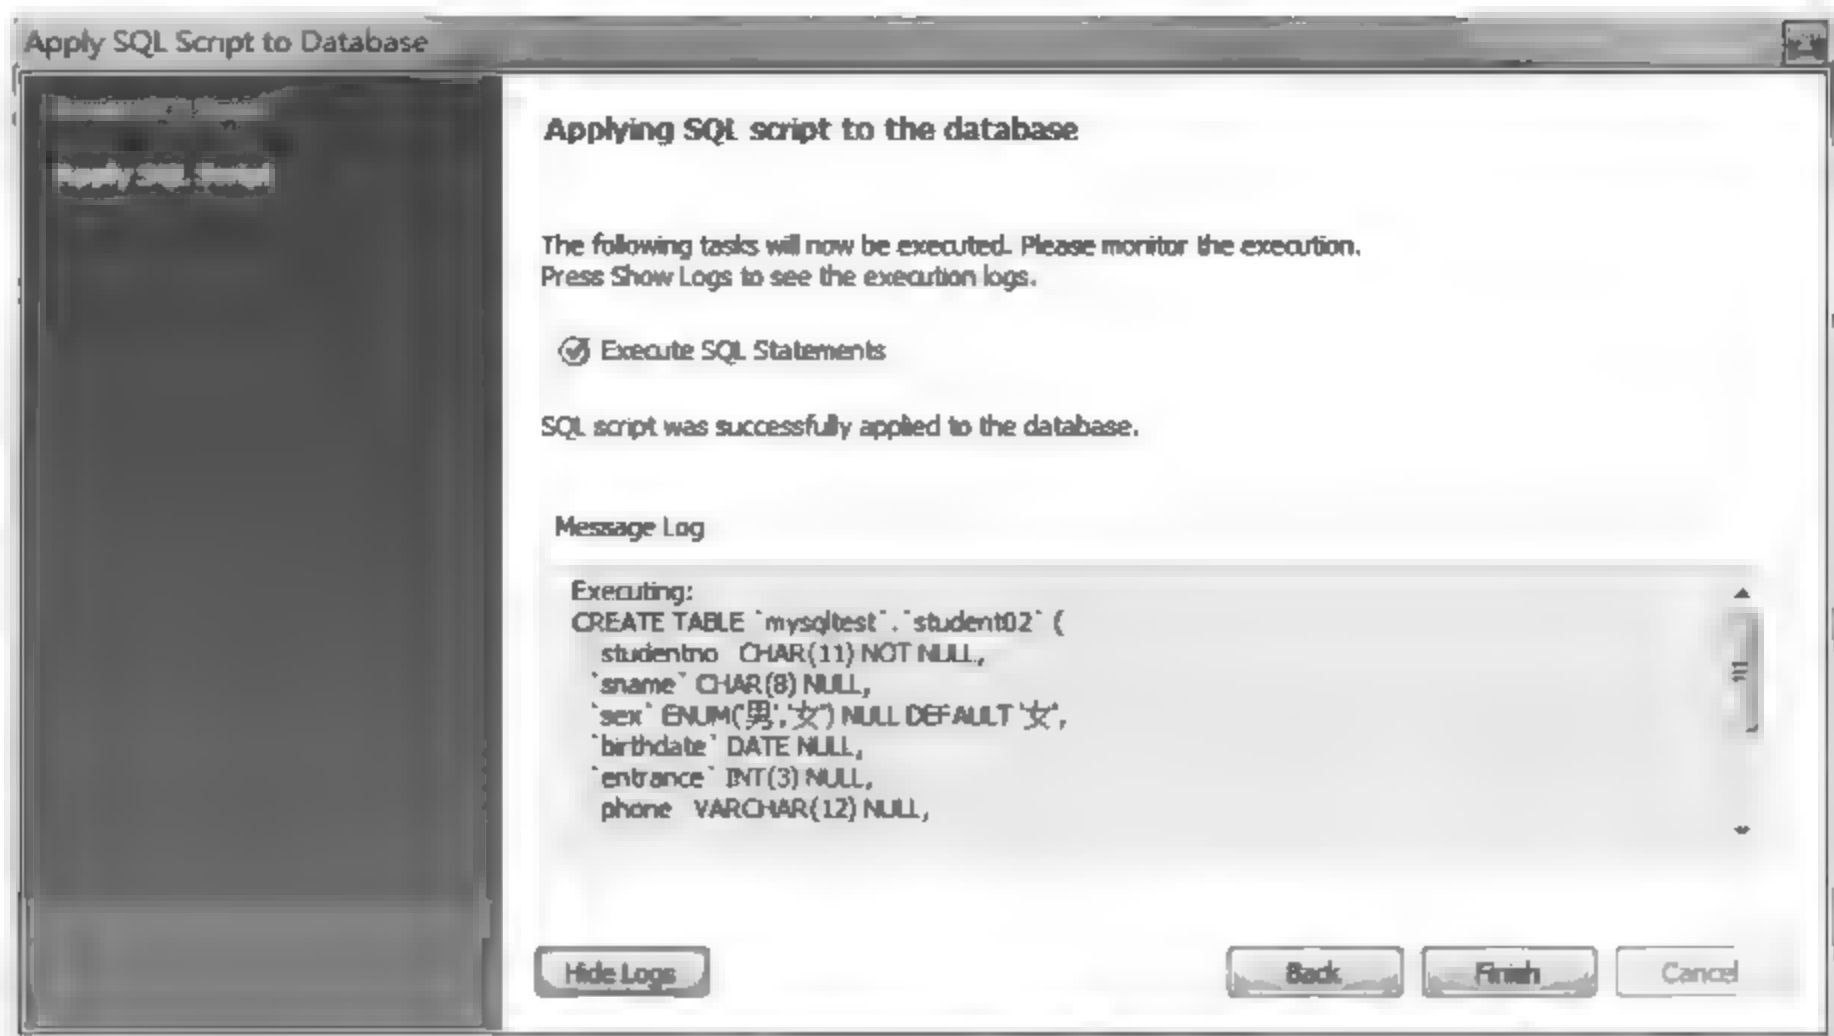 Apply SQL Script to Database
Applying SQL script to the database
The following tasks will now be executed. Please monitor the execution.
Press Show Logs to see the execution logs.
Execute SQL Statements
SQL script was successfully applied to the database.
Message Log
Executing:
CREATE TABLE `mysqltest`.`student02` (
studentno CHAR(11) NOT NULL,
`sname` CHAR(8) NULL,
`sex` ENUM('男','女') NULL DEFAULT '女',
`birthdate` DATE NULL,
`entrance` INT(3) NULL,
phone VARCHAR(12) NULL,
Hide Logs
Back
Finish
Cancel